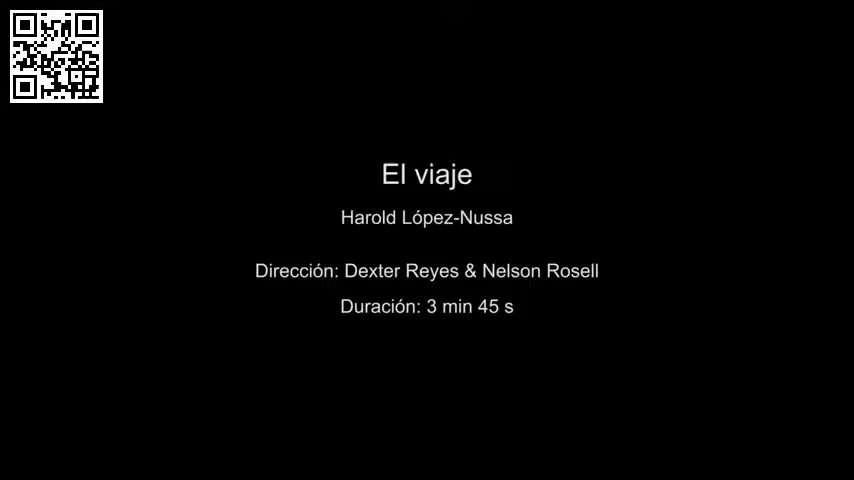 El viaje
Harold López-Nussa
Dirección: Dexter Reyes & Nelson Rosell
Duración: 3 min 45 s